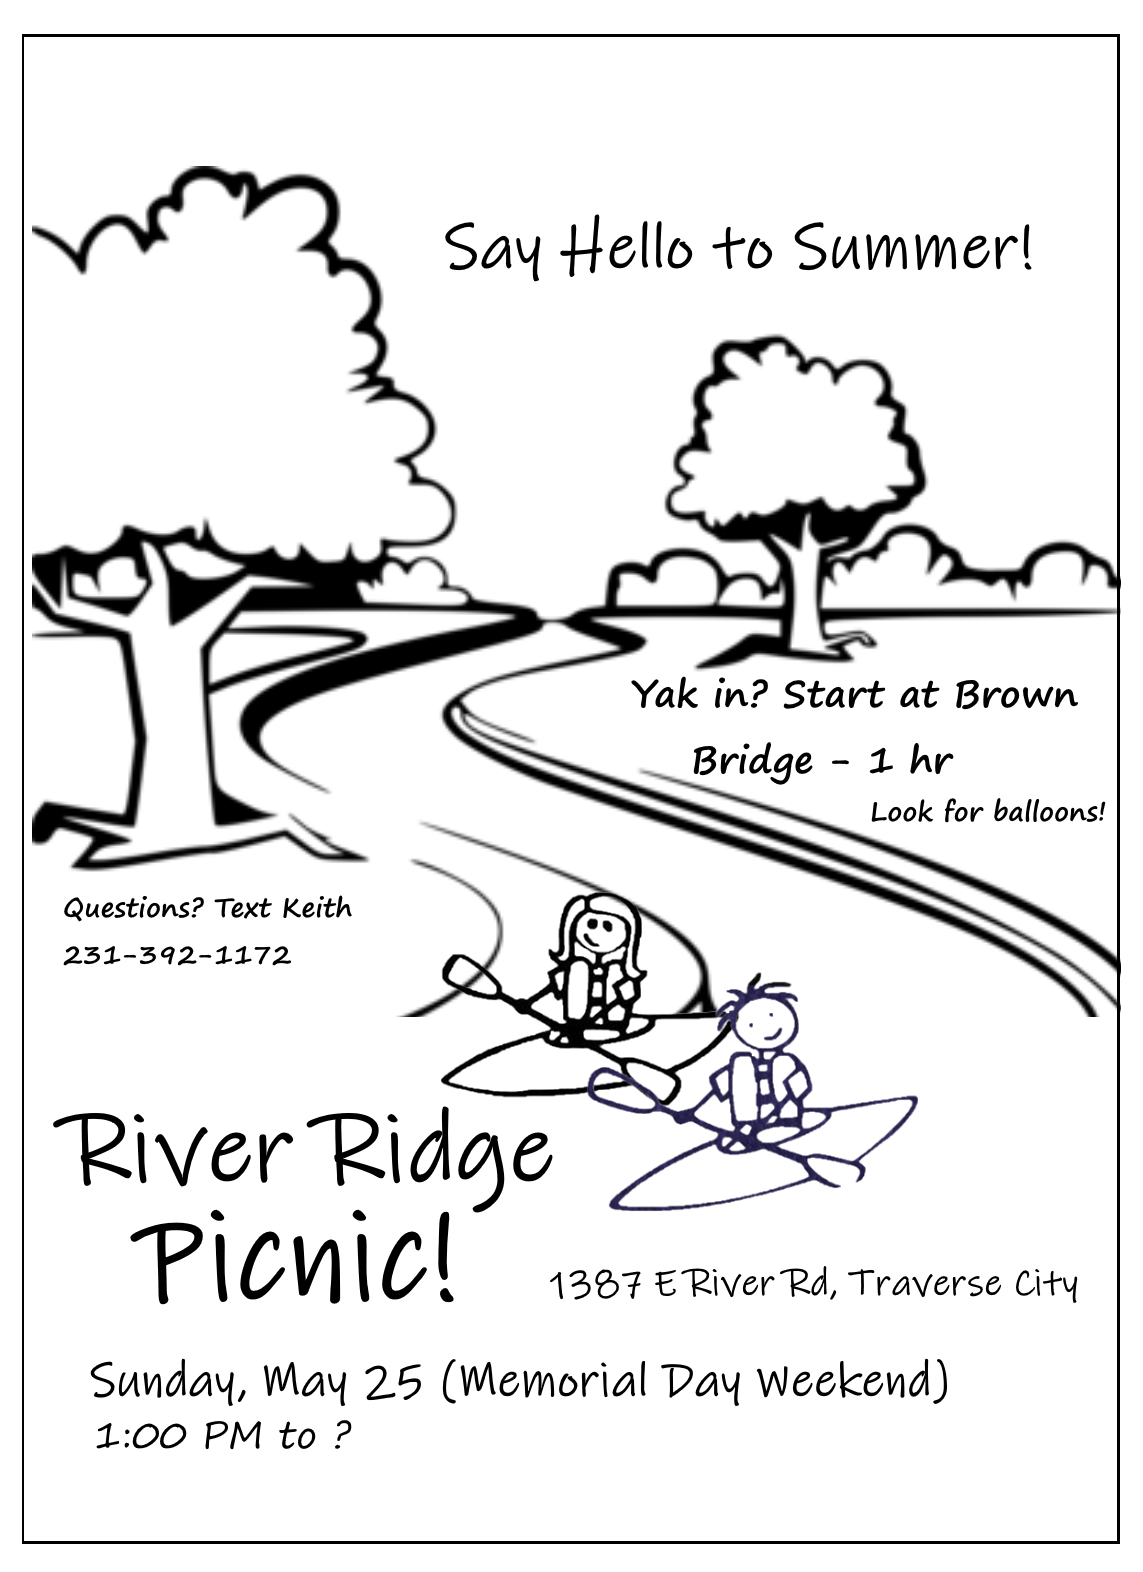 Say Hello to Summer!
Yak in? Start at Brown
Bridge - 1 hr
Look for balloons!
Questions? Text Keith
231-392-1172
River Ridge
Picnic!
1387 E River Rd, Traverse City
Sunday, May 25 (Memorial Day Weekend)
1:00 PM to ?